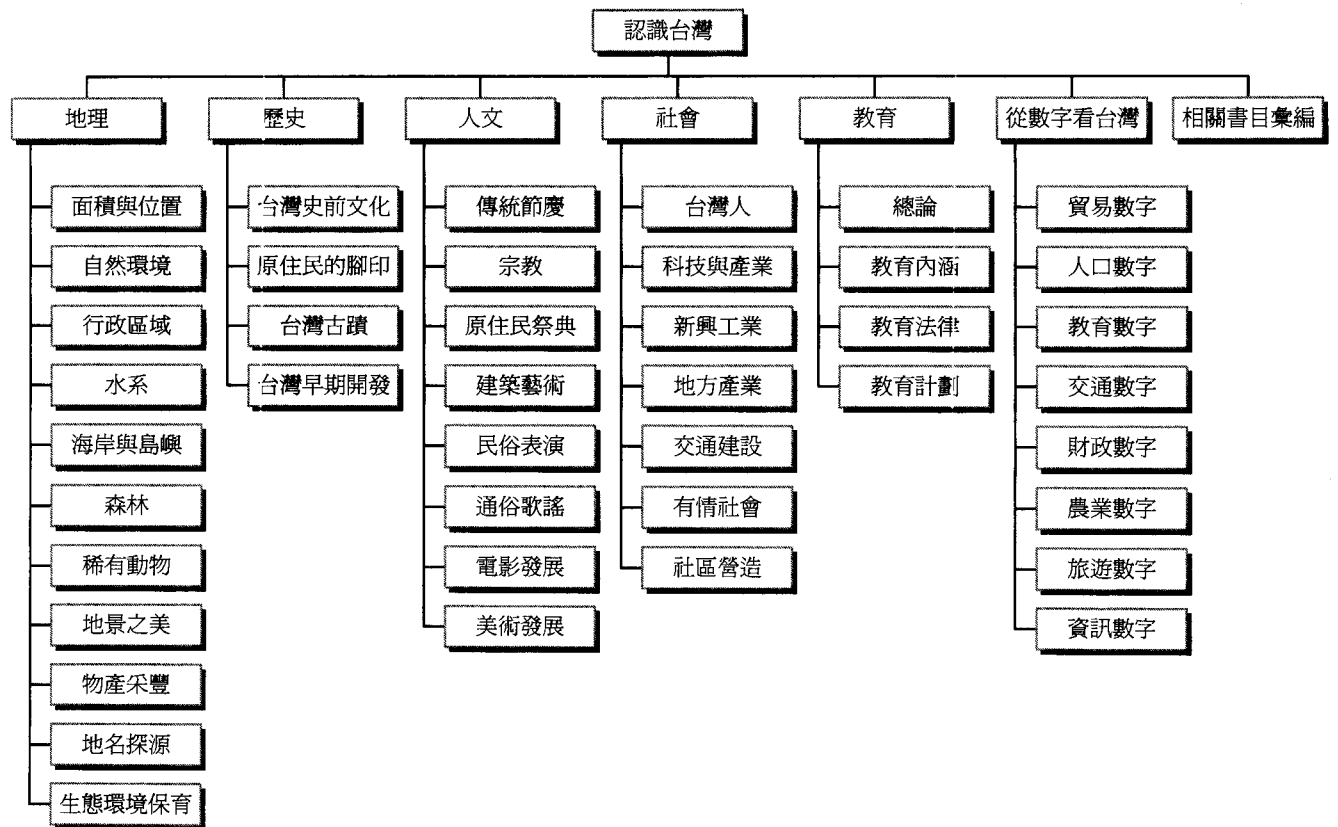 認識台灣
地理
歷史
人文
社會
教育
從數字看台灣
相關書目彙編
面積與位置
自然環境
行政區域
水系
海岸與島嶼
森林
稀有動物
地景之美
物產采豐
地名探源
生態環境保育
台灣史前文化
原住民的腳印
台灣古蹟
台灣早期開發
傳統節慶
宗教
原住民祭典
建築藝術
民俗表演
通俗歌謠
電影發展
美術發展
台灣人
科技與產業
新興工業
地方產業
交通建設
有情社會
社區營造
總論
教育內涵
教育法律
教育計劃
貿易數字
人口數字
教育數字
交通數字
財政數字
農業數字
旅遊數字
資訊數字